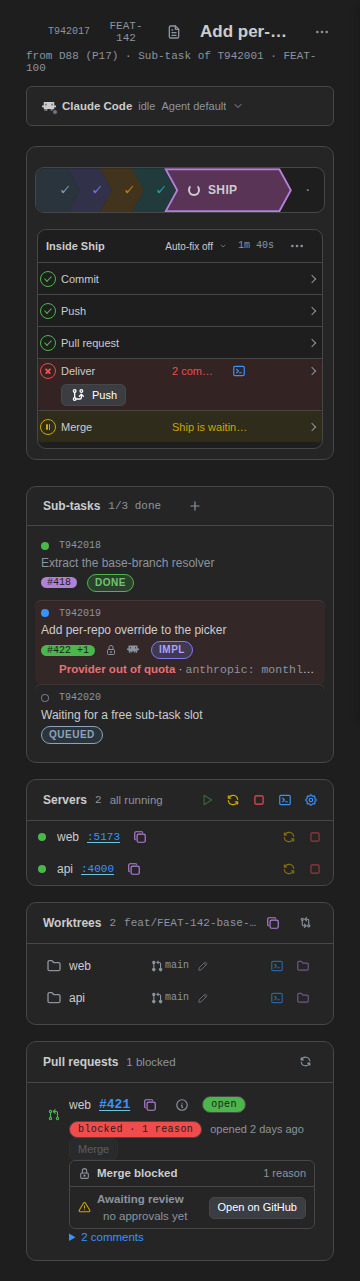 T942017 FEAT-142 Add per-…
from D88 (P17) · Sub-task of T942001 · FEAT-100
Claude Code idle Agent default
SHIP
Inside Ship Auto-fix off 1m 40s
Commit
Push
Pull request
Deliver 2 com…
Push
Merge Ship is waitin…
Sub-tasks 1/3 done
T942018
Extract the base-branch resolver
#418 DONE
T942019
Add per-repo override to the picker
#422 +1 IMPL
Provider out of quota · anthropic: monthl…
T942020
Waiting for a free sub-task slot
QUEUED
Servers 2 all running
web :5173
api :4000
Worktrees 2 feat/FEAT-142-base-…
web main
api main
Pull requests 1 blocked
web #421 open
blocked · 1 reason opened 2 days ago
Merge
Merge blocked 1 reason
Awaiting review
no approvals yet
Open on GitHub
2 comments